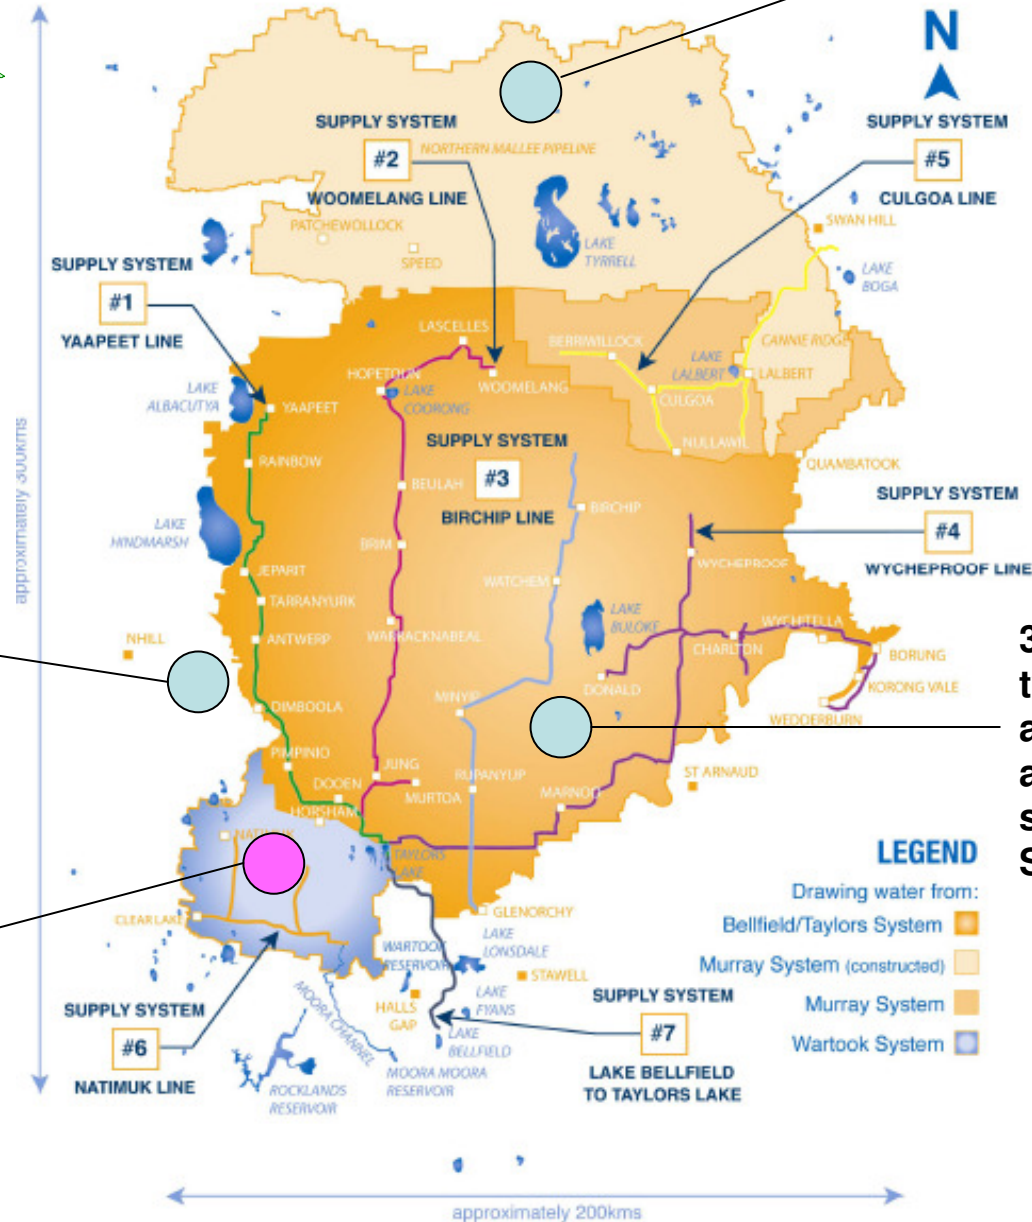 N
SUPPLY SYSTEM
#2
WOOMELANG LINE
NORTHERN MALLEE PIPELINE
SUPPLY SYSTEM
#5
CULGOA LINE
PATCHEWOLLOCK
SPEED
LAKE
TYRRELL
SWAN HILL
LAKE
BOGA
SUPPLY SYSTEM
#1
YAAPEET LINE
LASCELLES
BERRIWILLOCK
CANNIE RIDGE
HOPETOUN
WOOMELANG
LAKE
LALBERT
LALBERT
LAKE
ALBACUTYA
YAAPEET
LAKE
COORONG
CULGOA
SUPPLY SYSTEM
#3
BIRCHIP LINE
NULLAWIL
RAINBOW
QUAMBATOOK
BEULAH
SUPPLY SYSTEM
#4
WYCHEPROOF LINE
LAKE
HINDMARSH
BIRCHIP
BRIM
WYCHEPROOF
JEPARIT
WATCHEM
TARRANYURK
LAKE
BULOKE
NHILL
ANTWERP
WARRACKNABEAL
WYCHITELLA
CHARLTON
BORUNG
DONALD
KORONG VALE
MINYIP
DIMBOOLA
WEDDERBURN
PIMPINIO
JUNG
RUPANYUP
ST ARNAUD
DOOEN
MURTOA
MARNOO
HORSHAM
NATIMUK
TAYLORS
LAKE
CLEAR LAKE
GLENORCHY
WARTOOK
RESERVOIR
LAKE
LONSDALE
STAWELL
HALLS
GAP
LAKE
FYANS
LAKE
BELLFIELD
MOORA CHANNEL
MOORA MOORA
RESERVOIR
ROCKLANDS
RESERVOIR
SUPPLY SYSTEM
#6
NATIMUK LINE
SUPPLY SYSTEM
#7
LAKE BELLFIELD
TO TAYLORS LAKE
LEGEND
Drawing water from:
Bellfield/Taylors System
Murray System (constructed)
Murray System
Wartook System
approximately 300kms
approximately 200kms
3
t
a
a
s
S